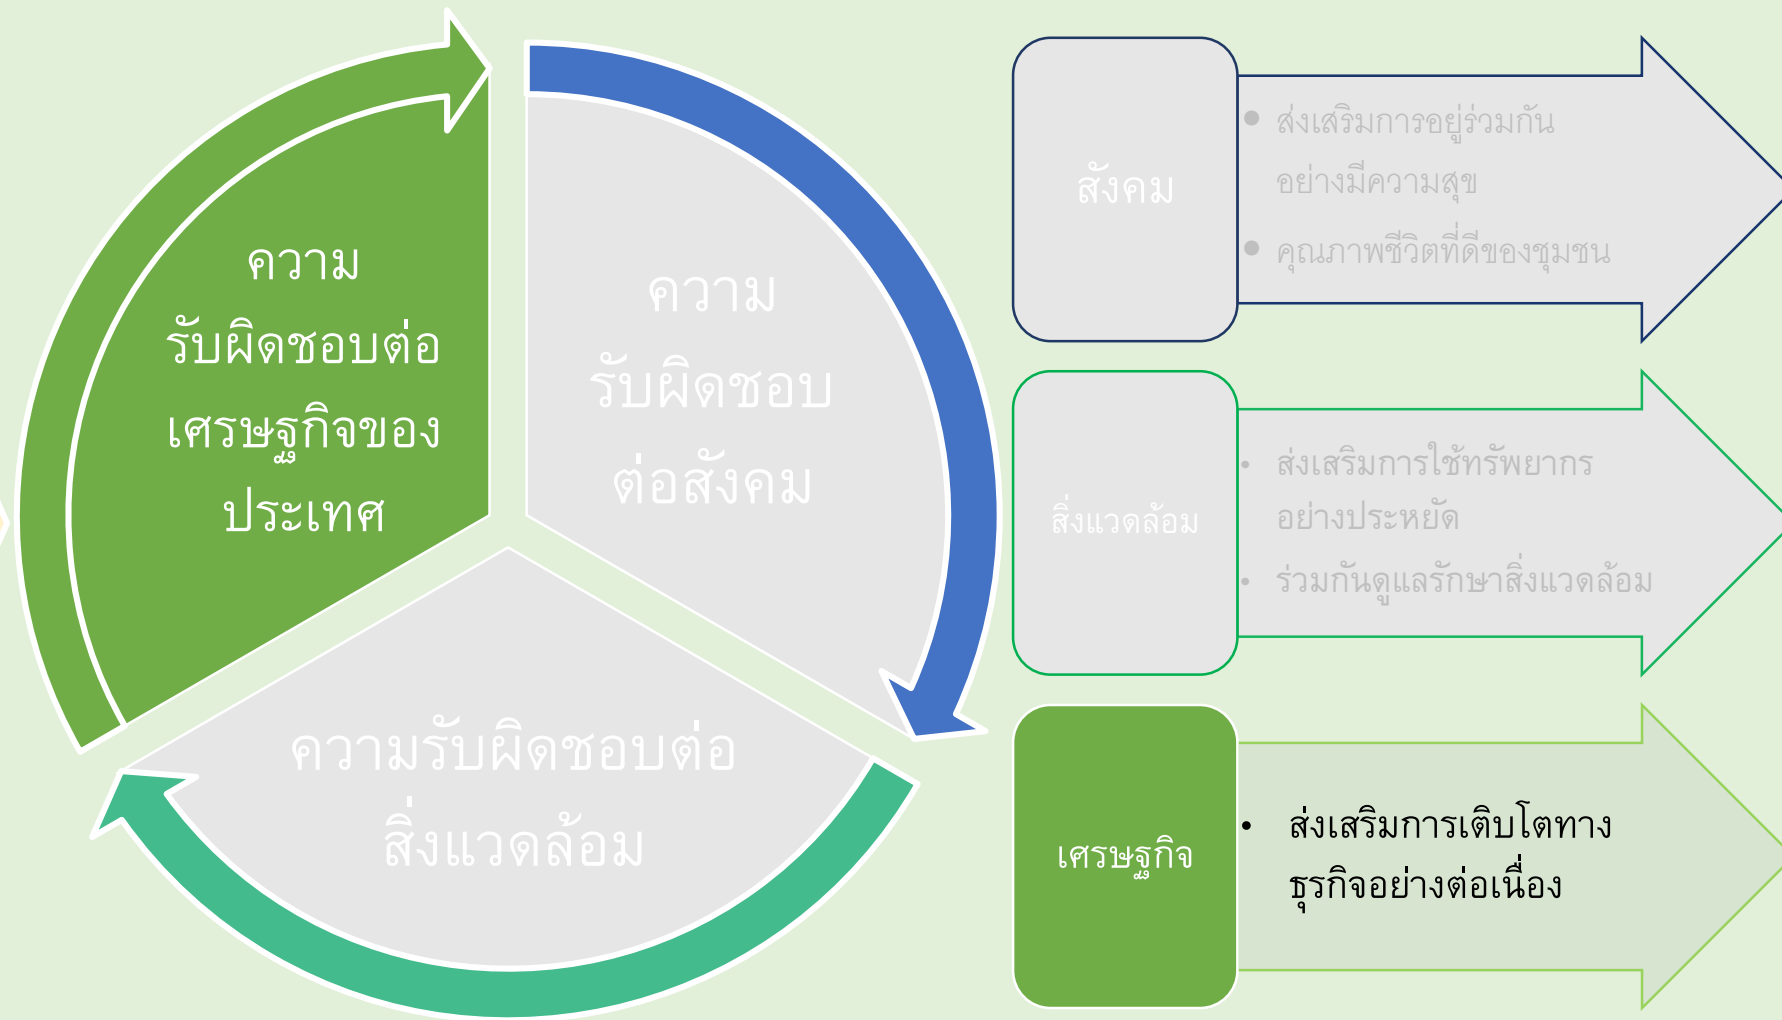 ความ
รับผิดชอบต่อ
เศรษฐกิจของ
ประเทศ
ความ
รับผิดชอบ
ต่อสังคม
ความรับผิดชอบต่อ
สิ่งแวดล้อม
สังคม
• ส่งเสริมการอยู่ร่วมกัน
อย่างมีความสุข
• คุณภาพชีวิตที่ดีของชุมชน
สิ่งแวดล้อม
• ส่งเสริมการใช้ทรัพยากร
อย่างประหยัด
• ร่วมกันดูแลรักษาสิ่งแวดล้อม
เศรษฐกิจ
• ส่งเสริมการเติบโตทาง
ธุรกิจอย่างต่อเนื่อง